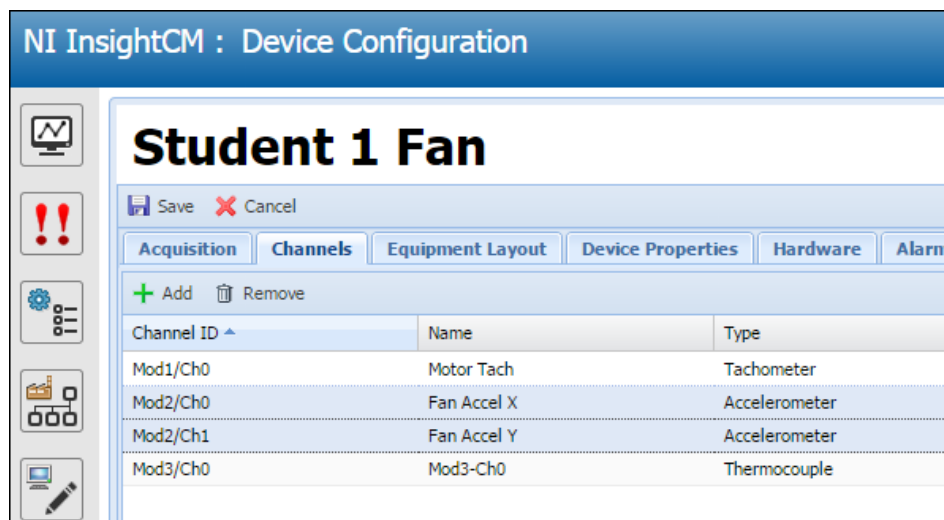 NI InsightCM : Device Configuration
Student 1 Fan
Save Cancel
Acquisition Channels Equipment Layout Device Properties Hardware Alarm
Add Remove
Channel ID Name Type
Mod1/Ch0 Motor Tach Tachometer
Mod2/Ch0 Fan Accel X Accelerometer
Mod2/Ch1 Fan Accel Y Accelerometer
Mod3/Ch0 Mod3-Ch0 Thermocouple